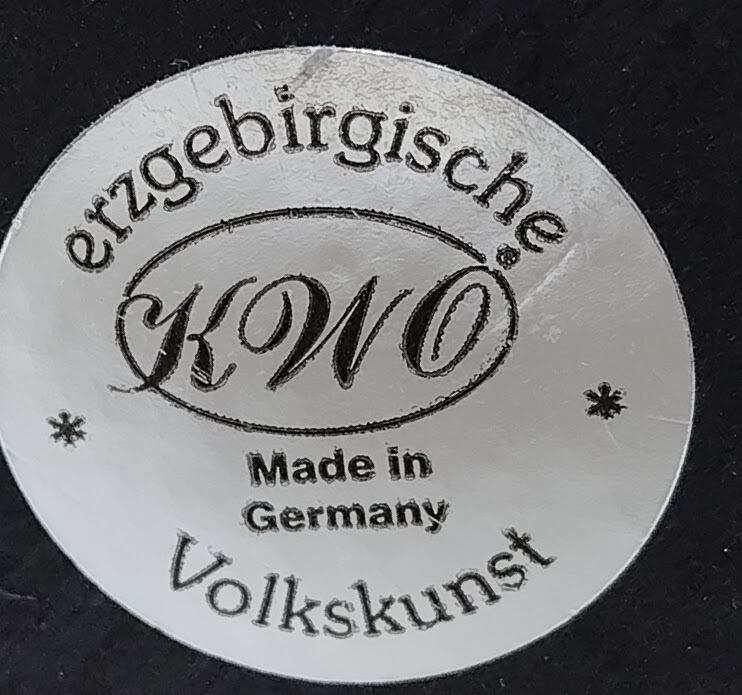 erzgebirgische
KWO®
Made in
Germany
Volkskunst